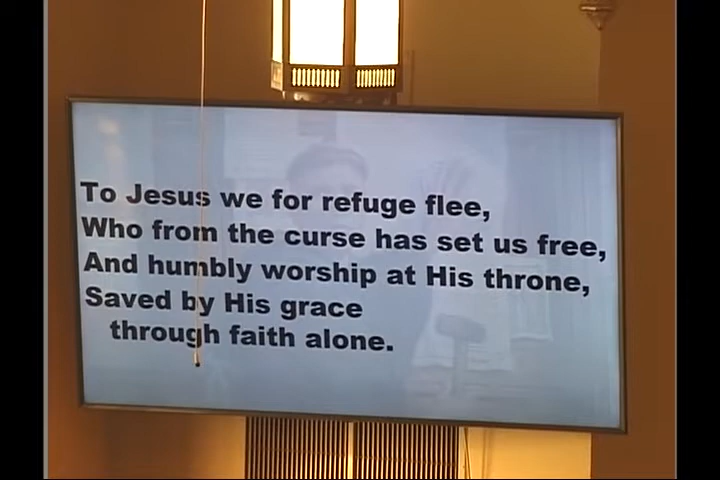 To Jesus we for refuge flee,
Who from the curse has set us free,
And humbly worship at His throne,
Saved by His grace
through faith alone.